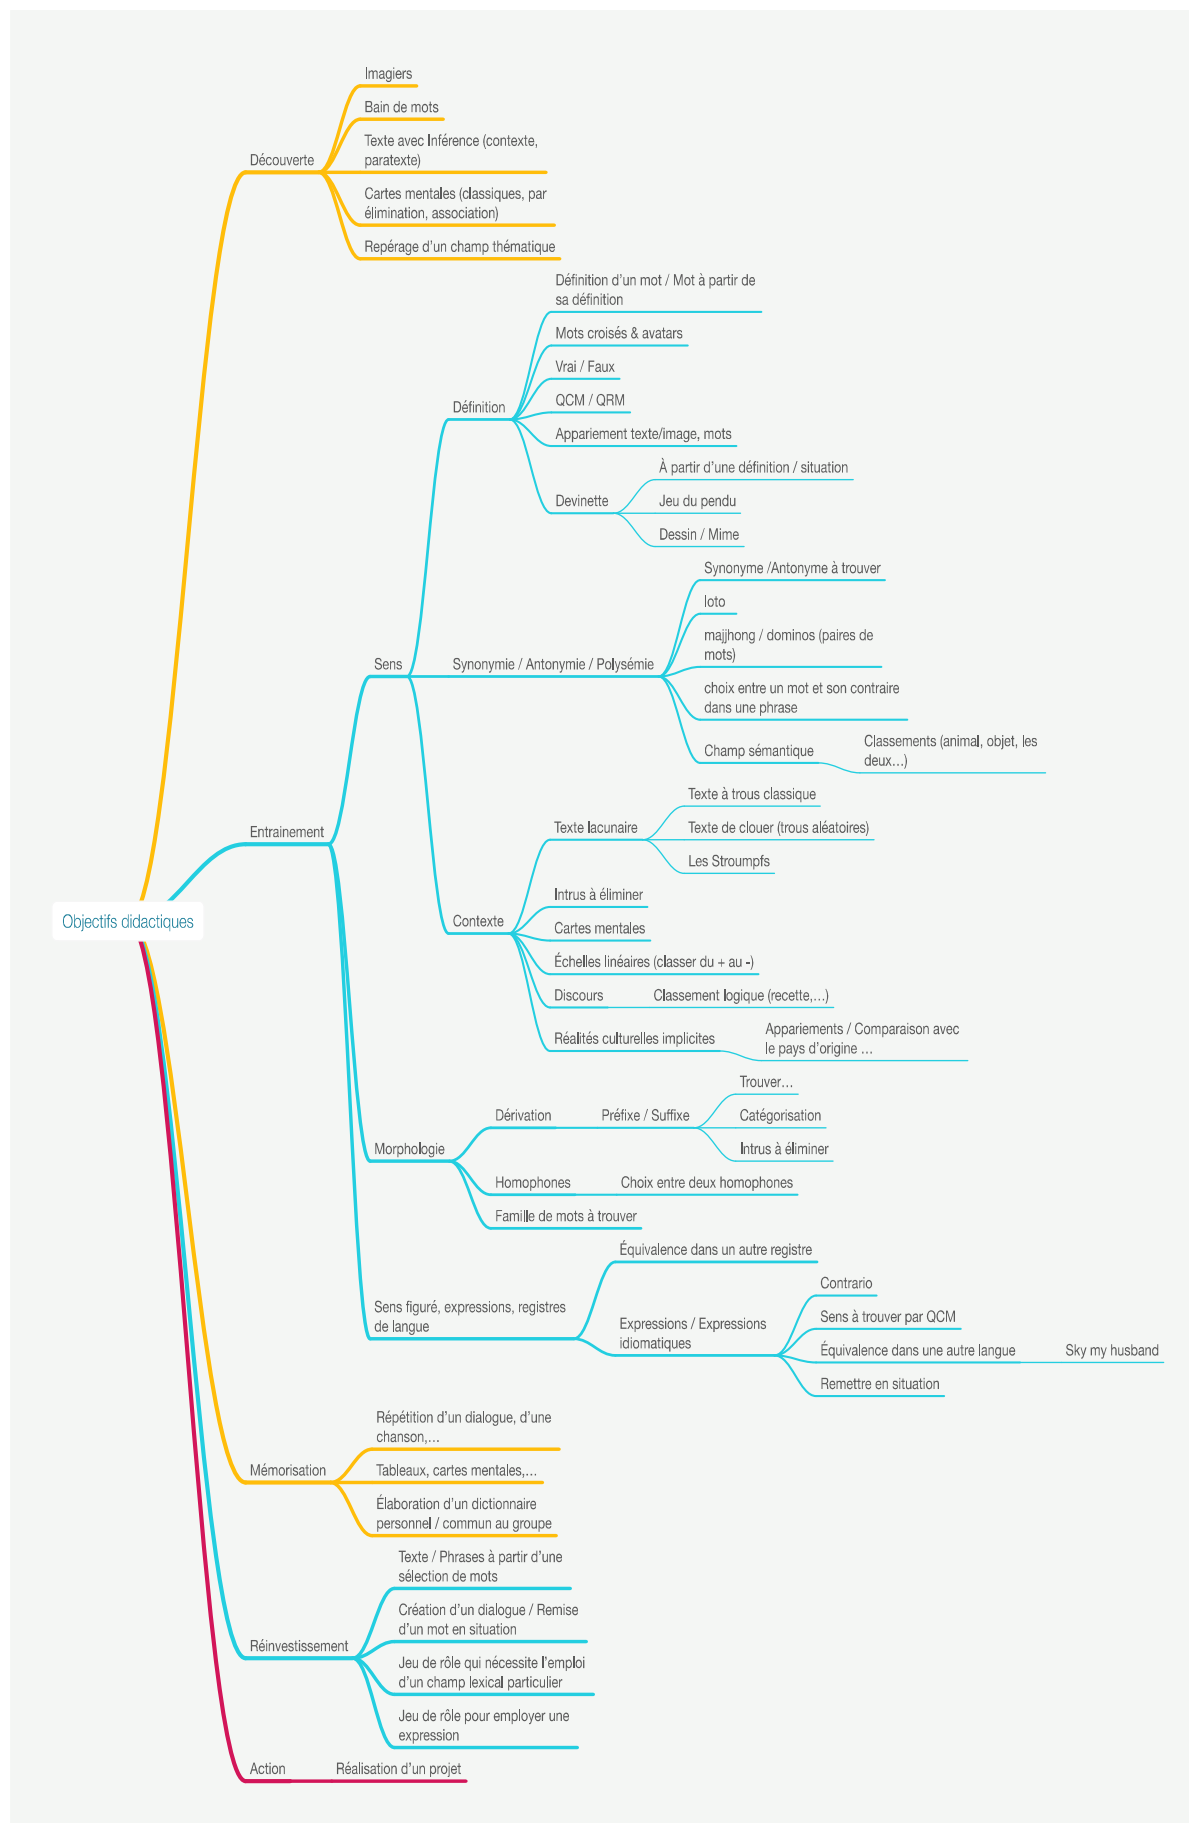 Objectifs didactiques
Découverte
Imagiers
Bain de mots
Texte avec Inférence (contexte,
paratexte)
Cartes mentales (classiques, par
élimination, association)
Repérage d'un champ thématique
Entrainement
Sens
Définition
Définition d'un mot / Mot à partir de
sa définition
Mots croisés & avatars
Vrai / Faux
QCM / QRM
Appariement texte/image, mots
Devinette
À partir d'une définition / situation
Jeu du pendu
Dessin / Mime
Synonymie / Antonymie / Polysémie
Synonyme /Antonyme à trouver
loto
majjhong / dominos (paires de
mots)
choix entre un mot et son contraire
dans une phrase
Champ sémantique
Classements (animal, objet, les
deux...)
Contexte
Texte lacunaire
Texte à trous classique
Texte de clouer (trous aléatoires)
Les Stroumpfs
Intrus à éliminer
Cartes mentales
Échelles linéaires (classer du + au -)
Discours
Classement logique (recette,...)
Réalités culturelles implicites
Appariements / Comparaison avec
le pays d'origine ...
Morphologie
Dérivation
Préfixe / Suffixe
Trouver...
Catégorisation
Intrus à éliminer
Homophones
Choix entre deux homophones
Famille de mots à trouver
Sens figuré, expressions, registres
de langue
Équivalence dans un autre registre
Expressions / Expressions
idiomatiques
Contrario
Sens à trouver par QCM
Équivalence dans une autre langue
Sky my husband
Remettre en situation
Mémorisation
Répétition d'un dialogue, d'une
chanson,...
Tableaux, cartes mentales,...
Élaboration d'un dictionnaire
personnel / commun au groupe
Réinvestissement
Texte / Phrases à partir d'une
sélection de mots
Création d'un dialogue / Remise
d'un mot en situation
Jeu de rôle qui nécessite l'emploi
d'un champ lexical particulier
Jeu de rôle pour employer une
expression
Action
Réalisation d'un projet